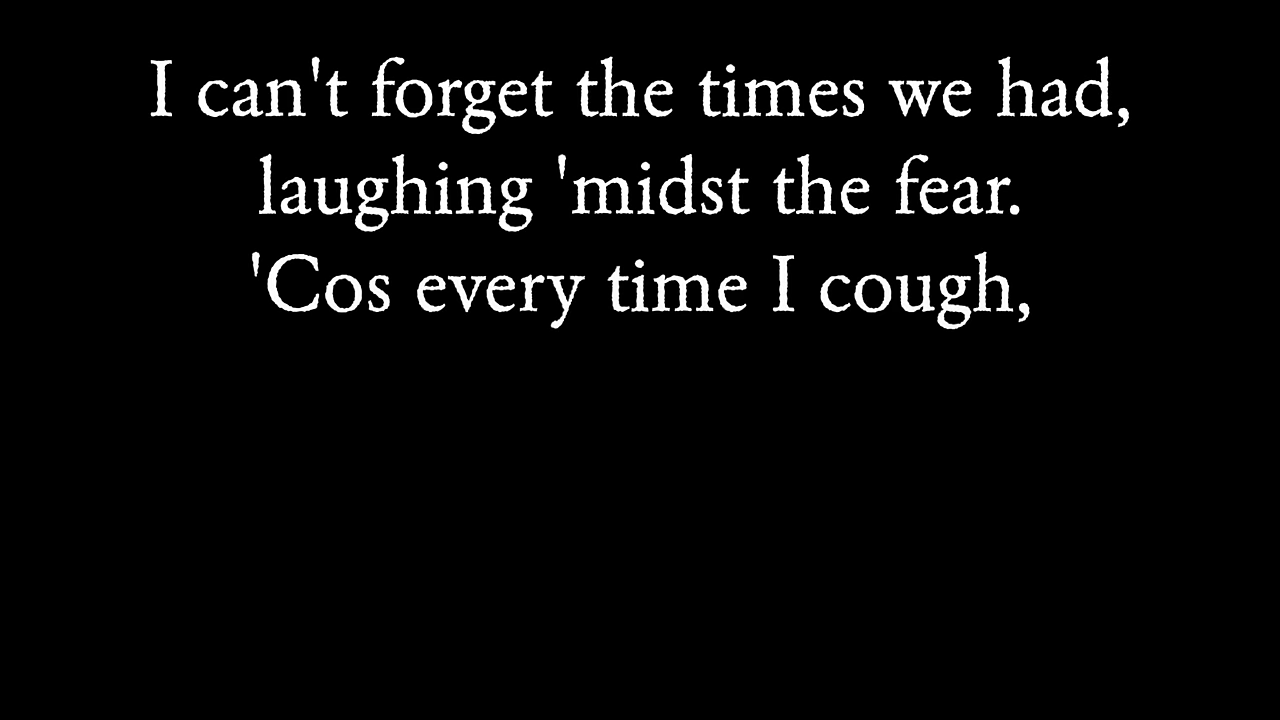 I can't forget the times we had,
laughing 'midst the fear.
'Cos every time I cough,